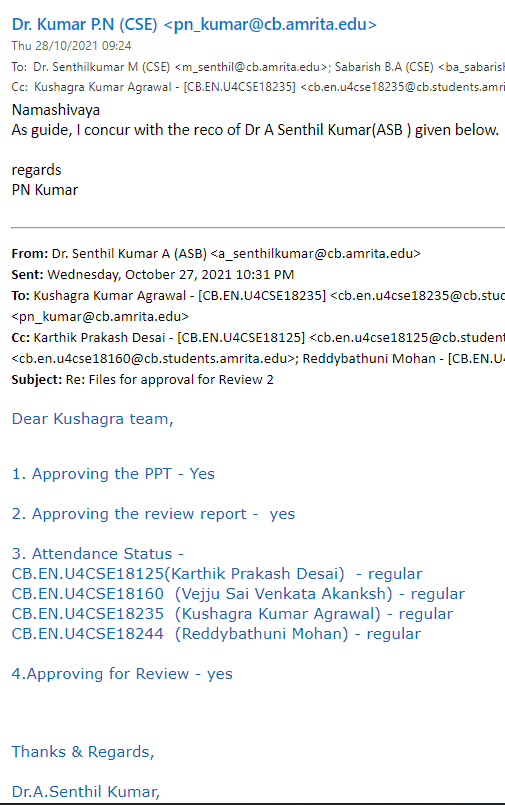 Dr. Kumar P.N (CSE) <pn_kumar@cb.amrita.edu>
Thu 28/10/2021 09:24
To: Dr. Senthilkumar M (CSE) <m_senthil@cb.amrita.edu>; Sabarish B.A (CSE) <ba_sabarish
Cc: Kushagra Kumar Agrawal - [CB.EN.U4CSE18235] <cb.en.u4cse18235@cb.students.amri
Namashivaya
As guide, I concur with the reco of Dr A Senthil Kumar(ASB ) given below.
regards
PN Kumar
From: Dr. Senthil Kumar A (ASB) <a_senthilkumar@cb.amrita.edu>
Sent: Wednesday, October 27, 2021 10:31 PM
To: Kushagra Kumar Agrawal - [CB.EN.U4CSE18235] <cb.en.u4cse18235@cb.stud
<pn_kumar@cb.amrita.edu>
Cc: Karthik Prakash Desai - [CB.EN.U4CSE18125] <cb.en.u4cse18125@cb.student
<cb.en.u4cse18160@cb.students.amrita.edu>; Reddybathuni Mohan - [CB.EN.U4
Subject: Re: Files for approval for Review 2
Dear Kushagra team,
1. Approving the PPT - Yes
2. Approving the review report -  yes
3. Attendance Status -
CB.EN.U4CSE18125(Karthik Prakash Desai)  - regular
CB.EN.U4CSE18160  (Vejju Sai Venkata Akanksh) - regular
CB.EN.U4CSE18235  (Kushagra Kumar Agrawal) - regular
CB.EN.U4CSE18244  (Reddybathuni Mohan) - regular
4.Approving for Review - yes
Thanks & Regards,
Dr.A.Senthil Kumar,